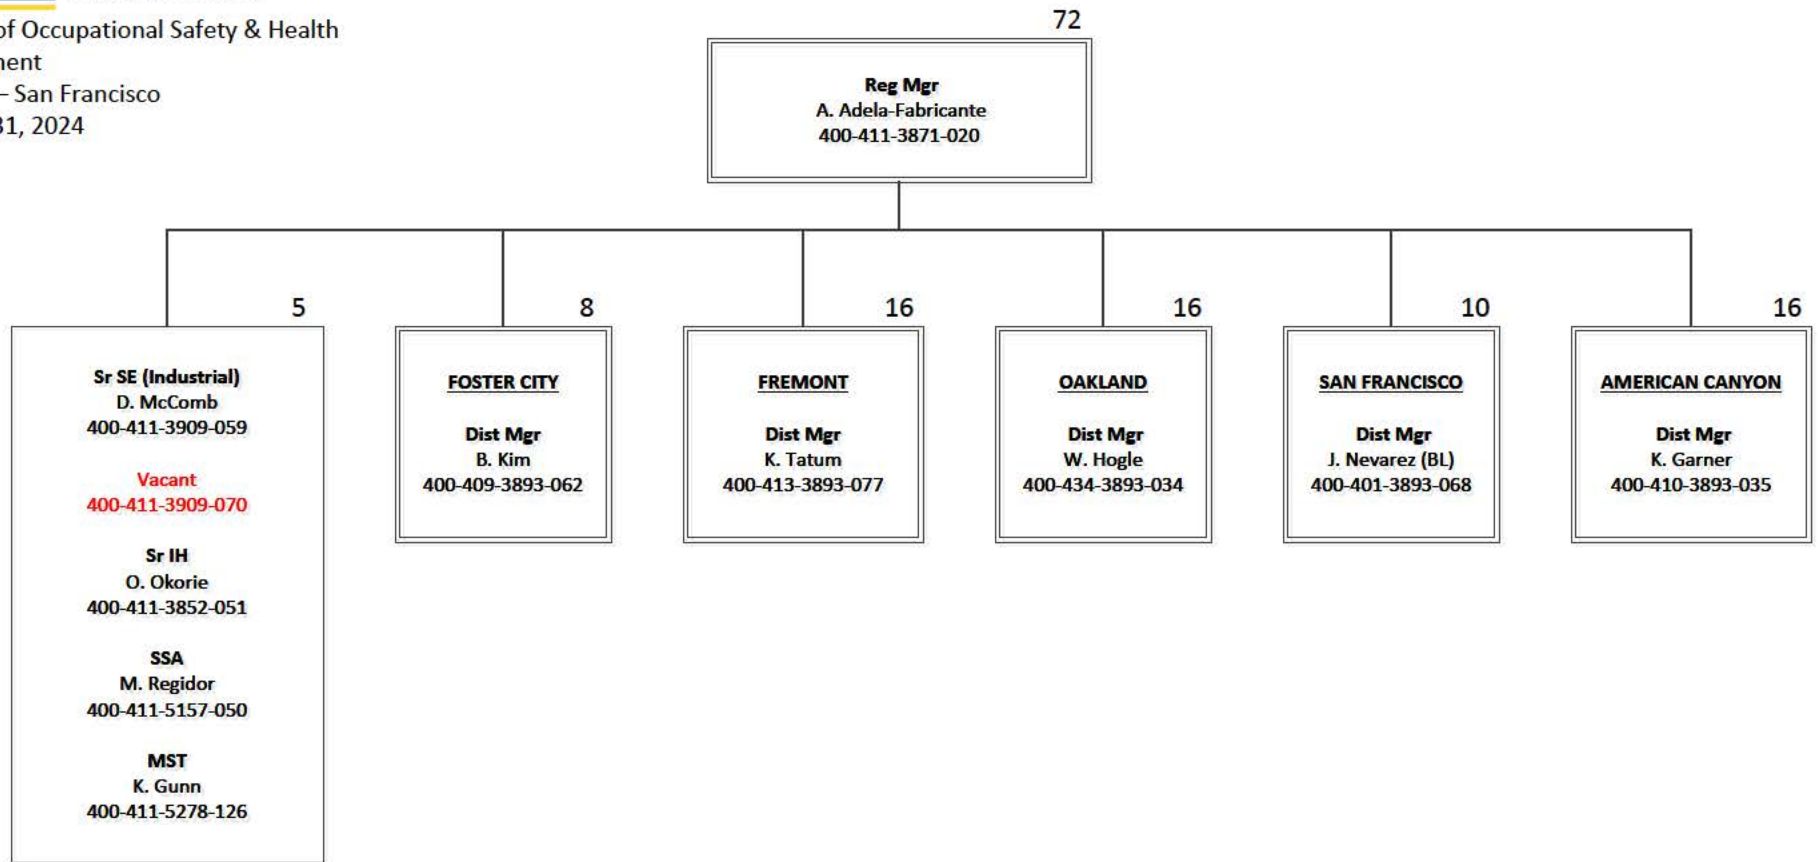 of Occupational Safety & Health
– San Francisco
31, 2024
72
Reg Mgr
A. Adela-Fabricante
400-411-3871-020
5
Sr SE (Industrial)
D. McComb
400-411-3909-059
Vacant
400-411-3909-070
Sr IH
O. Okorie
400-411-3852-051
SSA
M. Regidor
400-411-5157-050
MST
K. Gunn
400-411-5278-126
8
FOSTER CITY
Dist Mgr
B. Kim
400-409-3893-062
16
FREMONT
Dist Mgr
K. Tatum
400-413-3893-077
16
OAKLAND
Dist Mgr
W. Hogle
400-434-3893-034
10
SAN FRANCISCO
Dist Mgr
J. Nevarez (BL)
400-401-3893-068
16
AMERICAN CANYON
Dist Mgr
K. Garner
400-410-3893-035